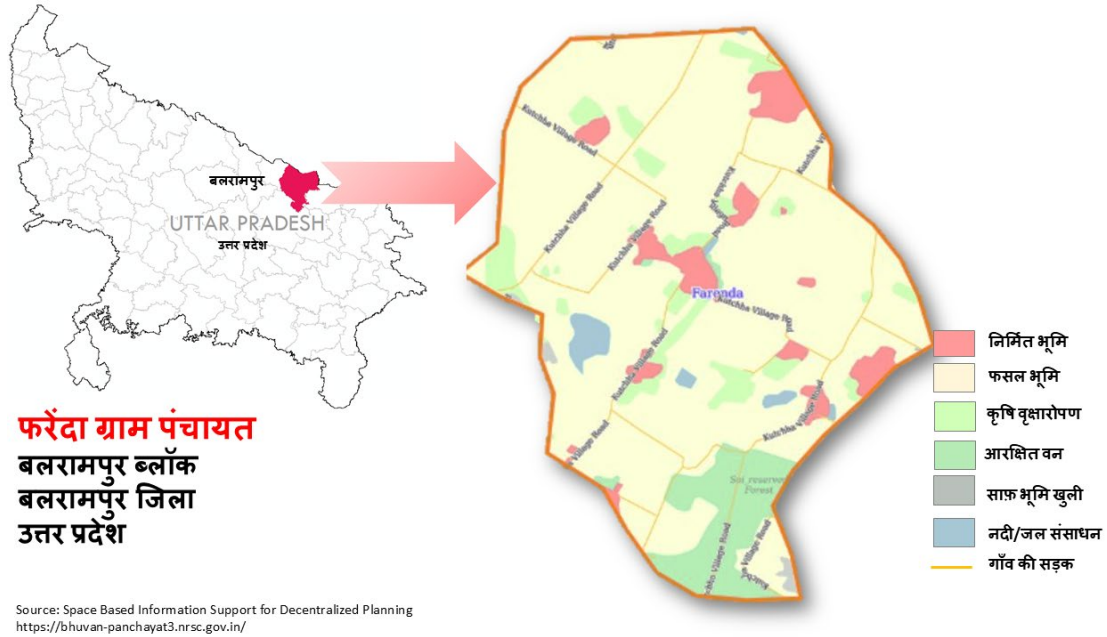 बलरामपुर
UTTAR PRADESH
उत्तर प्रदेश
फरेंदा ग्राम पंचायत
बलरामपुर ब्लॉक
बलरामपुर जिला
उत्तर प्रदेश
Source: Space Based Information Support for Decentralized Planning
https://bhuvan-panchayat3.nrsc.gov.in/
Kutchha Village Road
Kutchha
Kutchha Village Road
Kutchha Village Road
Farenda
Kutchha Village
Kutchha Village Road
Kutchha Village Road
Village Road
reserve
Forest
Village Road
Village Road
निर्मित भूमि
फसल भूमि
कृषि वृक्षारोपण
आरक्षित वन
साफ़ भूमि खुली
नदी/जल संसाधन
गाँव की सड़क